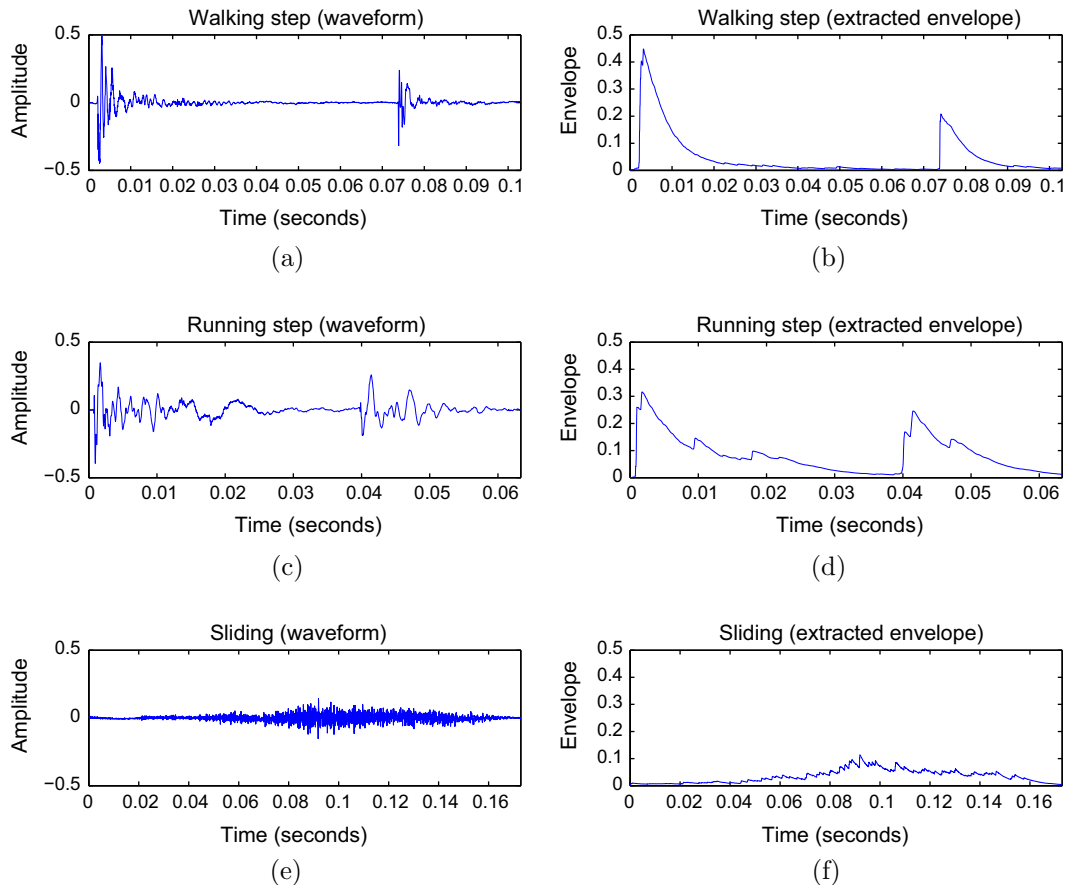 Walking step (waveform)
Amplitude
0.5
0
−0.5
0 0.01 0.02 0.03 0.04 0.05 0.06 0.07 0.08 0.09 0.1
Time (seconds)
(a)
Walking step (extracted envelope)
Envelope
0.5
0.4
0.3
0.2
0.1
0
0 0.01 0.02 0.03 0.04 0.05 0.06 0.07 0.08 0.09 0.1
Time (seconds)
(b)
Running step (waveform)
Amplitude
0.5
0
−0.5
0 0.01 0.02 0.03 0.04 0.05 0.06
Time (seconds)
(c)
Running step (extracted envelope)
Envelope
0.5
0.4
0.3
0.2
0.1
0
0 0.01 0.02 0.03 0.04 0.05 0.06
Time (seconds)
(d)
Sliding (waveform)
Amplitude
0.5
0
−0.5
0 0.02 0.04 0.06 0.08 0.1 0.12 0.14 0.16
Time (seconds)
(e)
Sliding (extracted envelope)
Envelope
0.5
0.4
0.3
0.2
0.1
0
0 0.02 0.04 0.06 0.08 0.1 0.12 0.14 0.16
Time (seconds)
(f)